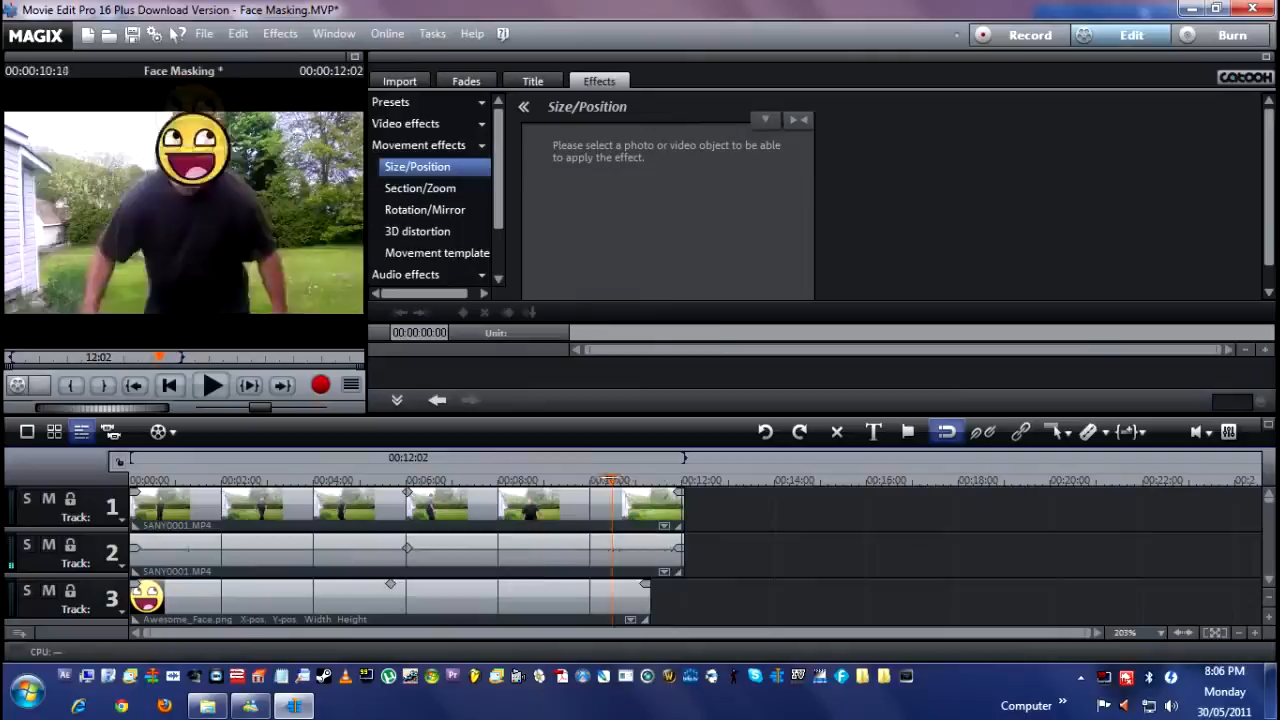 Movie Edit Pro 16 Plus Download Version - Face Masking.MVP*
MAGIX File Edit Effects Window Online Tasks Help Record Edit Burn
00:00:10:14 Face Masking * 00:00:12:02
Import Fades Title Effects CATOOH
Presets
Size/Position
Video effects
Movement effects
Please select a photo or video object to be able
to apply the effect.
Size/Position
Section/Zoom
Rotation/Mirror
3D distortion
Movement template
Audio effects
00:00:00:00 Unit:
12:02
00:12:02
00:00:00 00:02:00 00:04:00 00:06:00 00:08:00 00:12:00 00:14:00 00:16:00 00:18:00 00:20:00 00:22:00 00:2
S M 1
Track:
SANY0001.MP4
S M 2
Track:
SANY0001.MP4
S M 3
Track:
Awesome_Face.png X-pos. Y-pos. Width Height
203%
CPU: —
8:06 PM
Monday
Computer »
30/05/2011